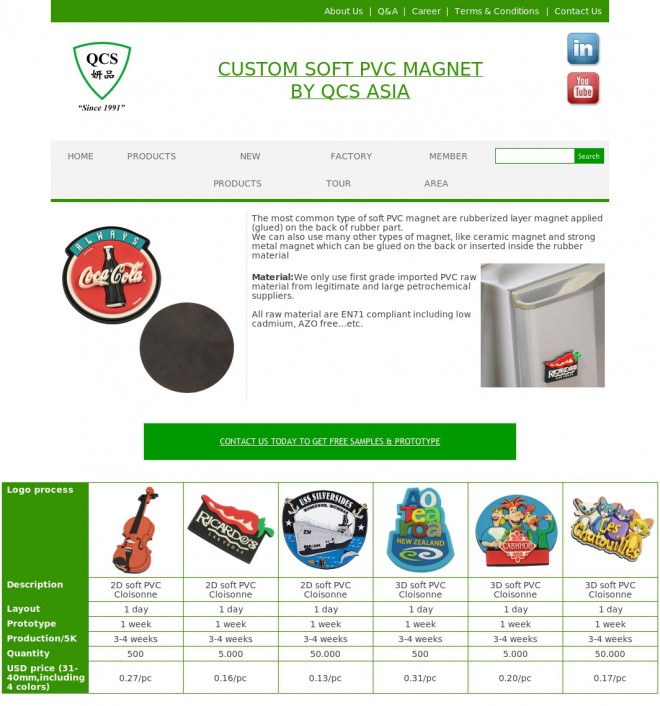 About Us | Q&A | Career | Terms & Conditions | Contact Us
QCS
妍品
“Since 1991”
CUSTOM SOFT PVC MAGNET
BY QCS ASIA
in
You
Tube
HOME PRODUCTS NEW FACTORY MEMBER Search
PRODUCTS TOUR AREA
The most common type of soft PVC magnet are rubberized layer magnet applied
(glued) on the back of rubber part.
We can also use many other types of magnet, like ceramic magnet and strong
metal magnet which can be glued on the back or inserted inside the rubber
material
ALWAYS
Coca-Cola
Material:We only use first grade imported PVC raw
material from legitimate and large petrochemical
suppliers.
All raw material are EN71 compliant including low
cadmium, AZO free...etc.
RICARDO'S
CONTACT US TODAY TO GET FREE SAMPLES & PROTOTYPE
Logo process
RICARDO'S
LAS VEGAS
USS SILVERSIDES
MUSKEGON, MICHIGAN
236
AO
Tea
roa
NEW ZEALAND
Les
Chatouilles
Description 2D soft PVC 2D soft PVC 2D soft PVC 3D soft PVC 3D soft PVC 3D soft PVC
Cloisonne Cloisonne Cloisonne Cloisonne Cloisonne Cloisonne
Layout 1 day 1 day 1 day 1 day 1 day 1 day
Prototype 1 week 1 week 1 week 1 week 1 week 1 week
Production/5K 3-4 weeks 3-4 weeks 3-4 weeks 3-4 weeks 3-4 weeks 3-4 weeks
Quantity 500 5.000 50.000 500 5.000 50.000
USD price (31-
40mm,including 0.27/pc 0.16/pc 0.13/pc 0.31/pc 0.20/pc 0.17/pc
4 colors)